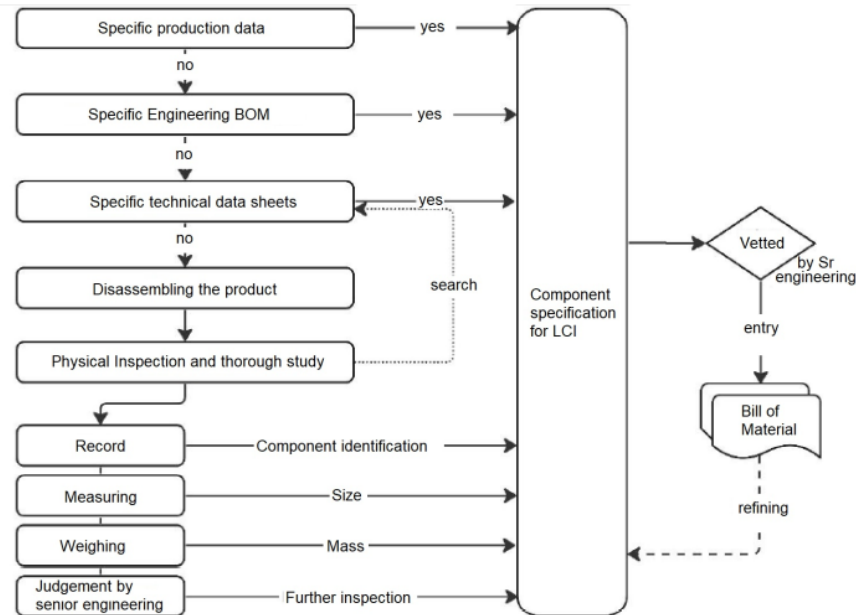 Specific production data
yes
no
Specific Engineering BOM
yes
no
Specific technical data sheets
yes
no
Disassembling the product
search
Physical Inspection and thorough study
Record
Component identification
Measuring
Size
Weighing
Mass
Judgement by
senior engineering
Further inspection
Component
specification
for LCI
Vetted
by Sr
engineering
entry
Bill of
Material
refining